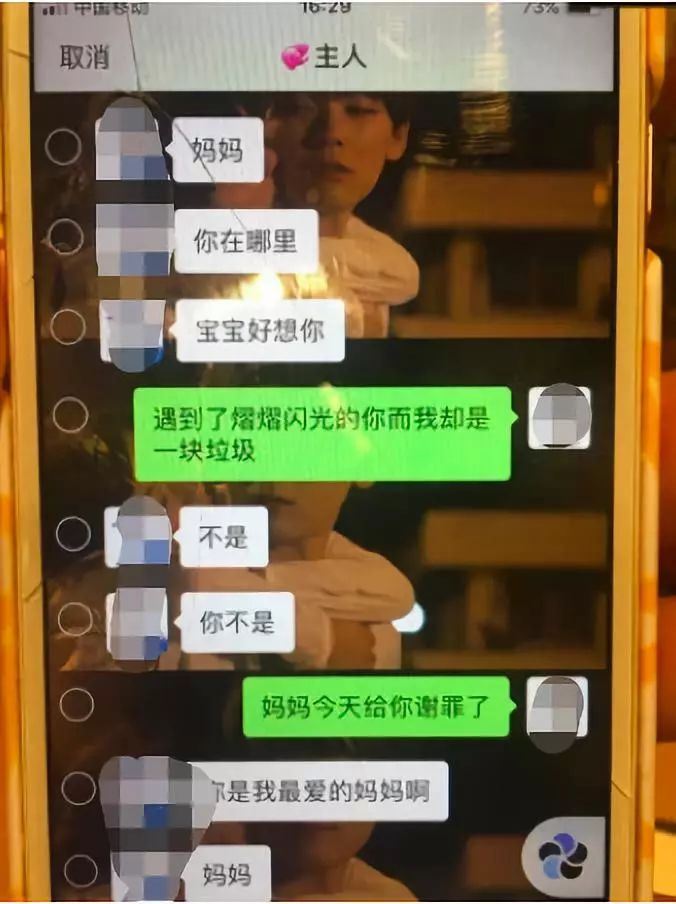 中国移动
16:29
73%
取消
主人
妈妈
你在哪里
宝宝好想你
遇到了熠熠闪光的你而我却是
一块垃圾
不是
你不是
妈妈今天给你谢罪了
你是我最爱的妈妈啊
妈妈